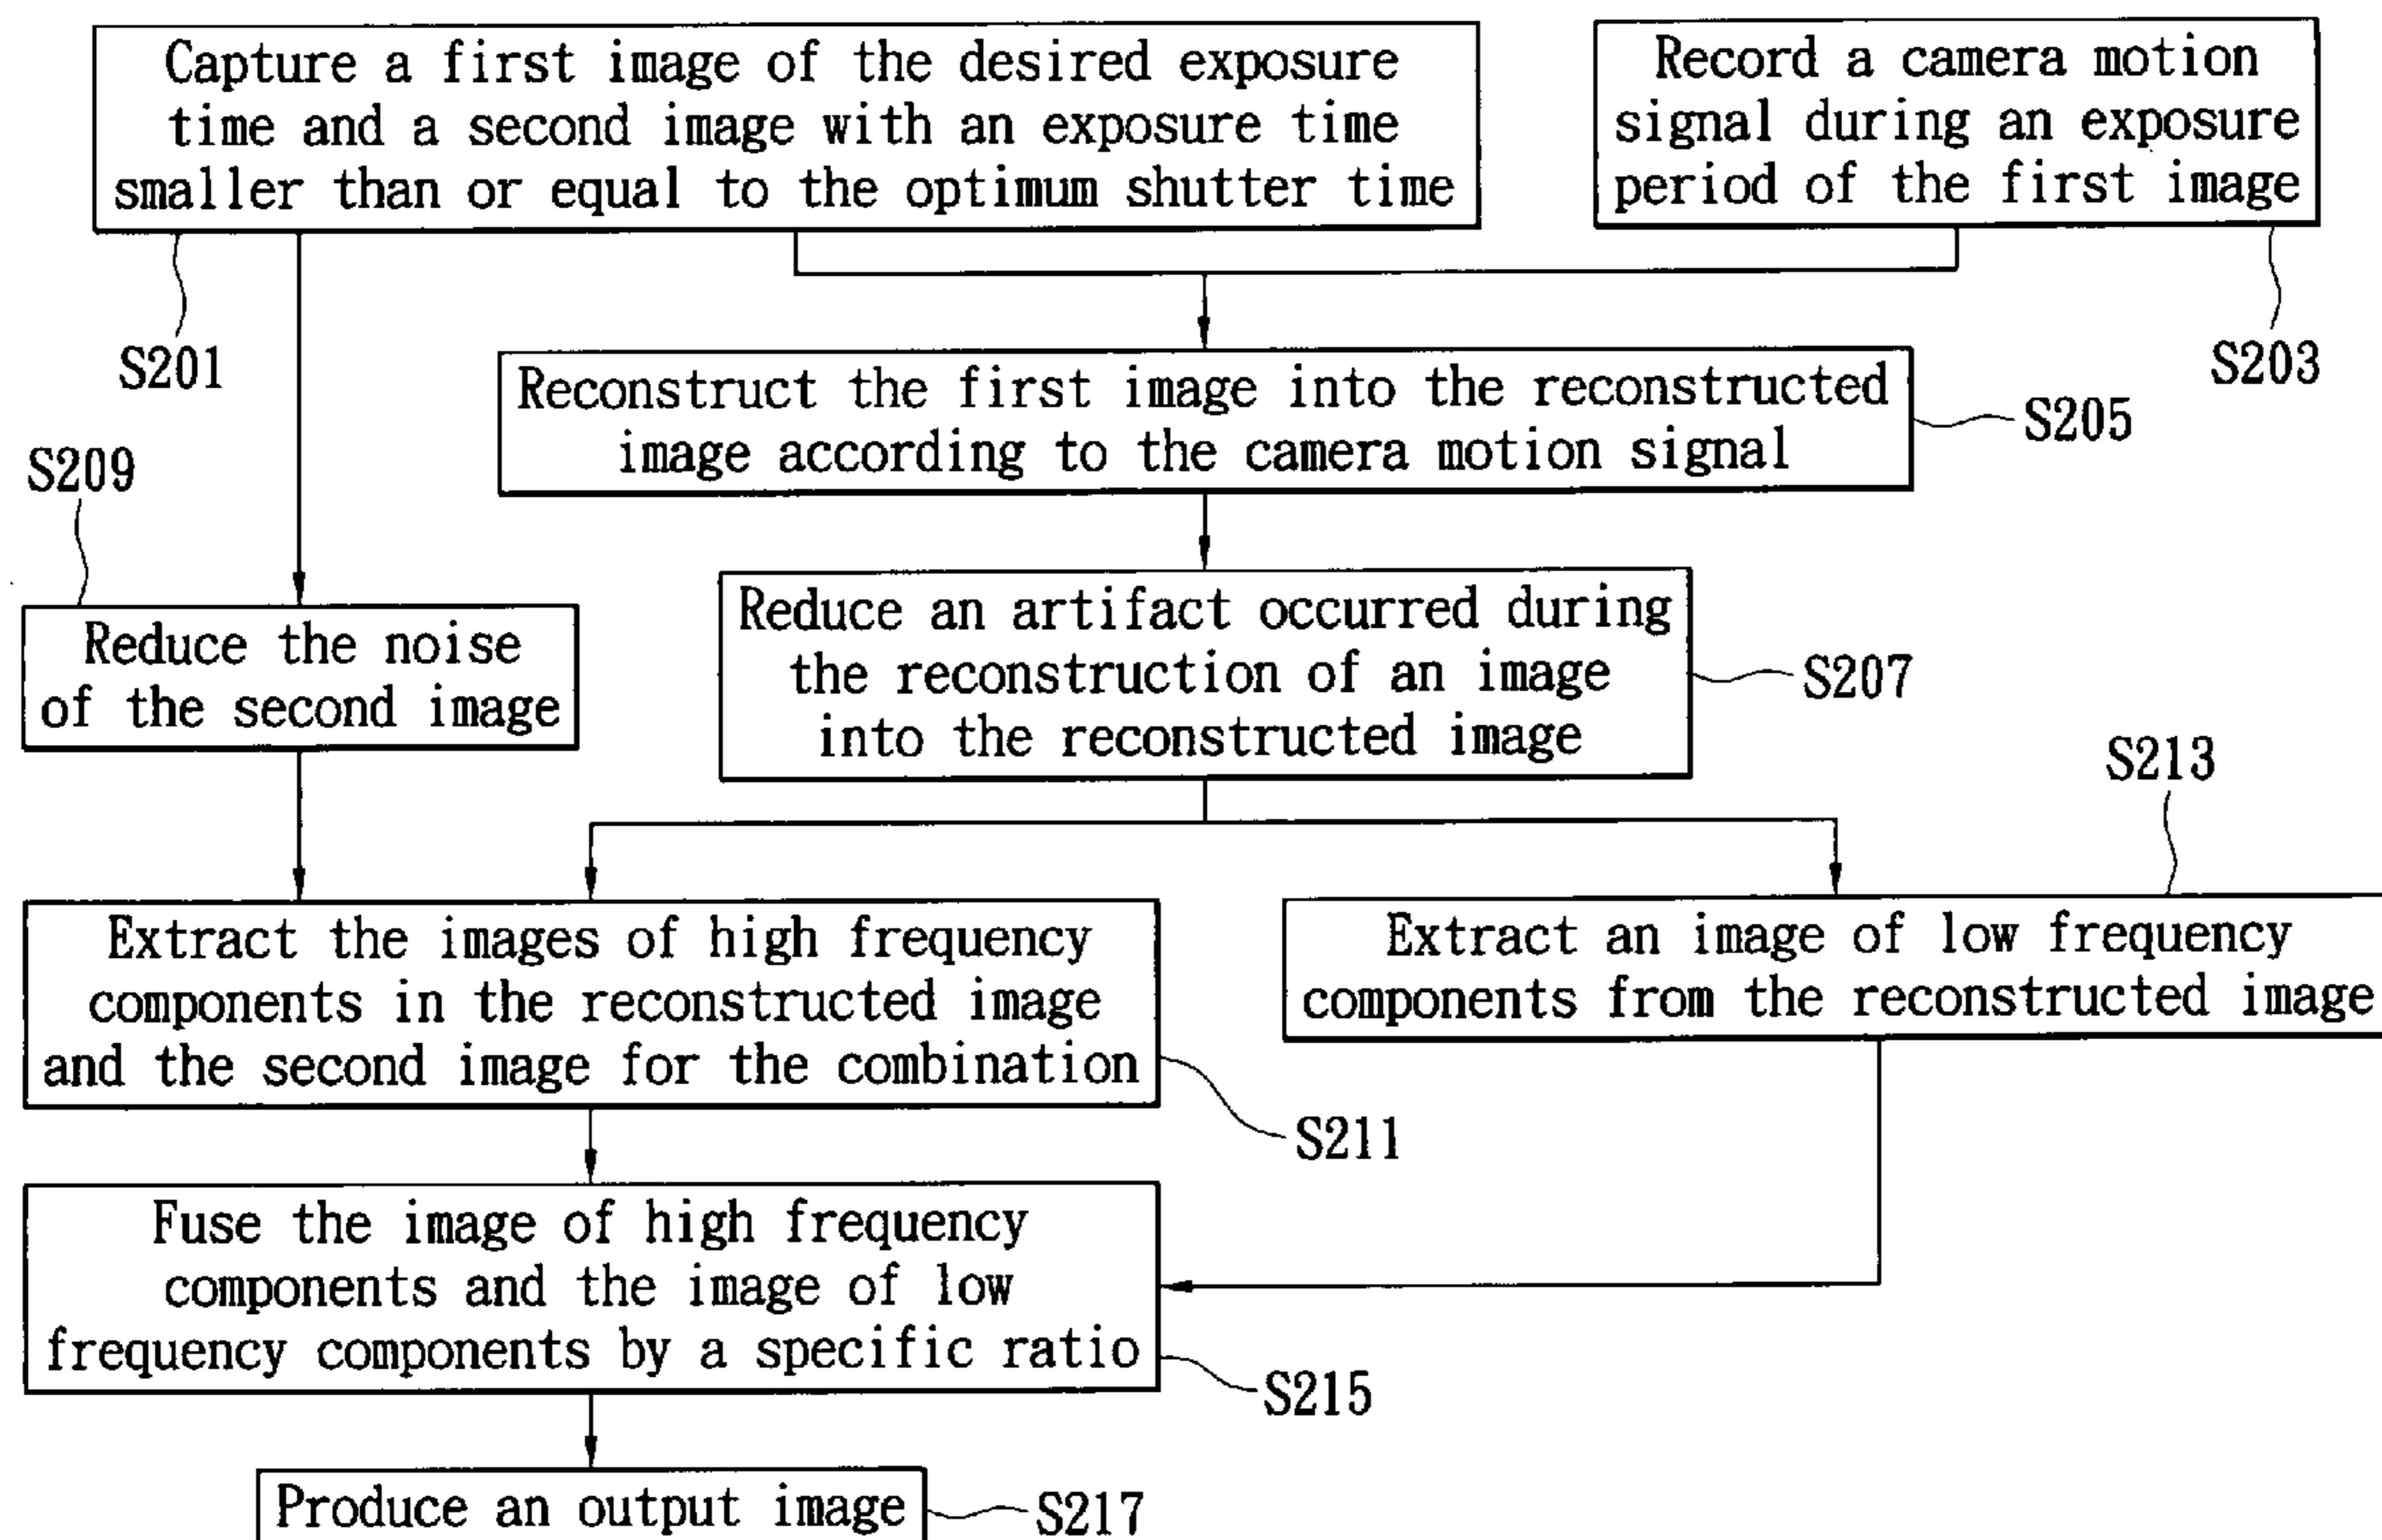 Capture a first image of the desired exposure
time and a second image with an exposure time
smaller than or equal to the optimum shutter time
S201
Record a camera motion
signal during an exposure
period of the first image
S203
Reconstruct the first image into the reconstructed
image according to the camera motion signal
S205
S209
Reduce the noise
of the second image
Reduce an artifact occurred during
the reconstruction of an image
into the reconstructed image
S207
S213
Extract the images of high frequency
components in the reconstructed image
and the second image for the combination
S211
Extract an image of low frequency
components from the reconstructed image
Fuse the image of high frequency
components and the image of low
frequency components by a specific ratio
S215
Produce an output image
S217